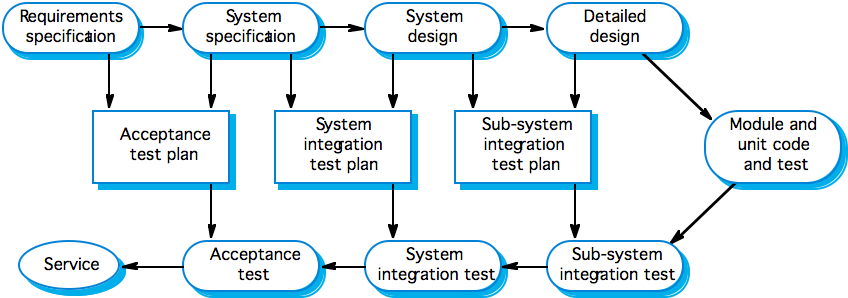 Requirements
specification
System
specification
System
design
Detailed
design
Acceptance
test plan
System
integration
test plan
Sub-system
integration
test plan
Module and
unit code
and test
Service
Acceptance
test
System
integration test
Sub-system
integration test